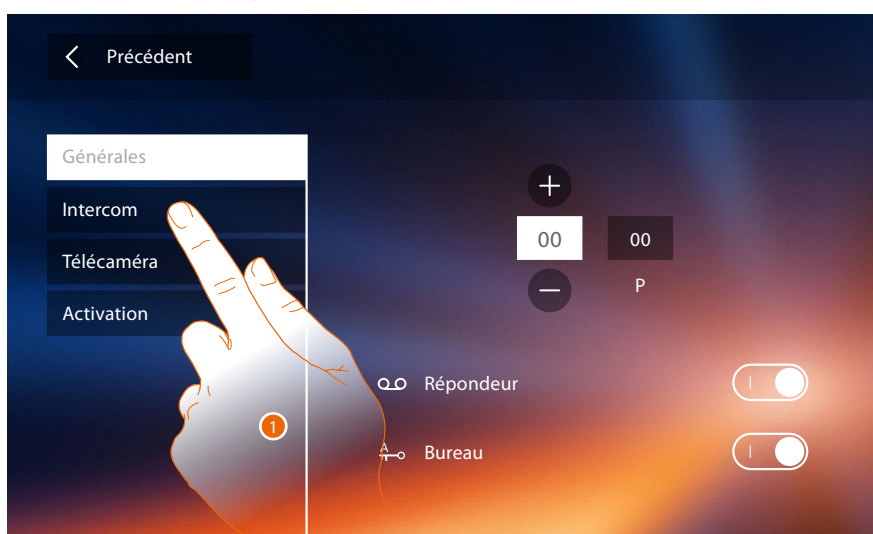 Précédent
Générales
Intercom
Télécaméra
Activation
00 00
P
Répondeur
A
Bureau
1